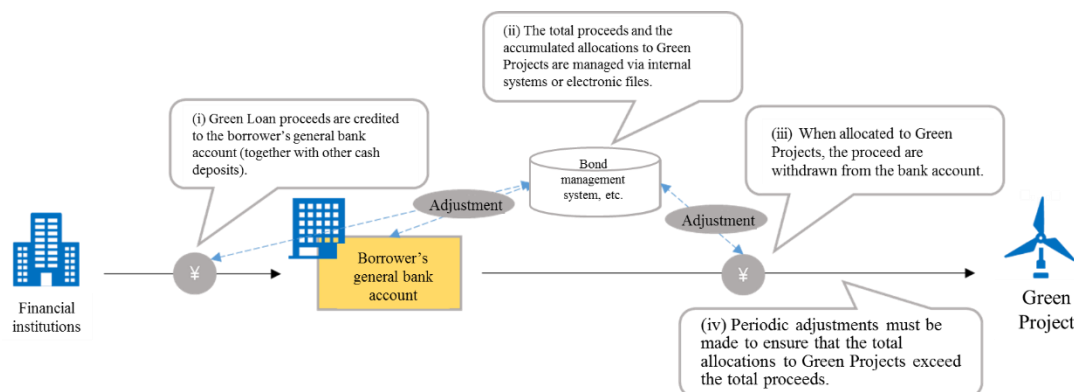 (ii) The total proceeds and the
accumulated allocations to Green
Projects are managed via internal
systems or electronic files.
(i) Green Loan proceeds are credited
to the borrower's general bank
account (together with other cash
deposits).
(iii) When allocated to Green
Projects, the proceed are
withdrawn from the bank account.
Bond
management
system, etc.
Adjustment
Adjustment
¥
Borrower's
general bank
account
¥
Financial
institutions
Green
Project
(iv) Periodic adjustments must be
made to ensure that the total
allocations to Green Projects exceed
the total proceeds.